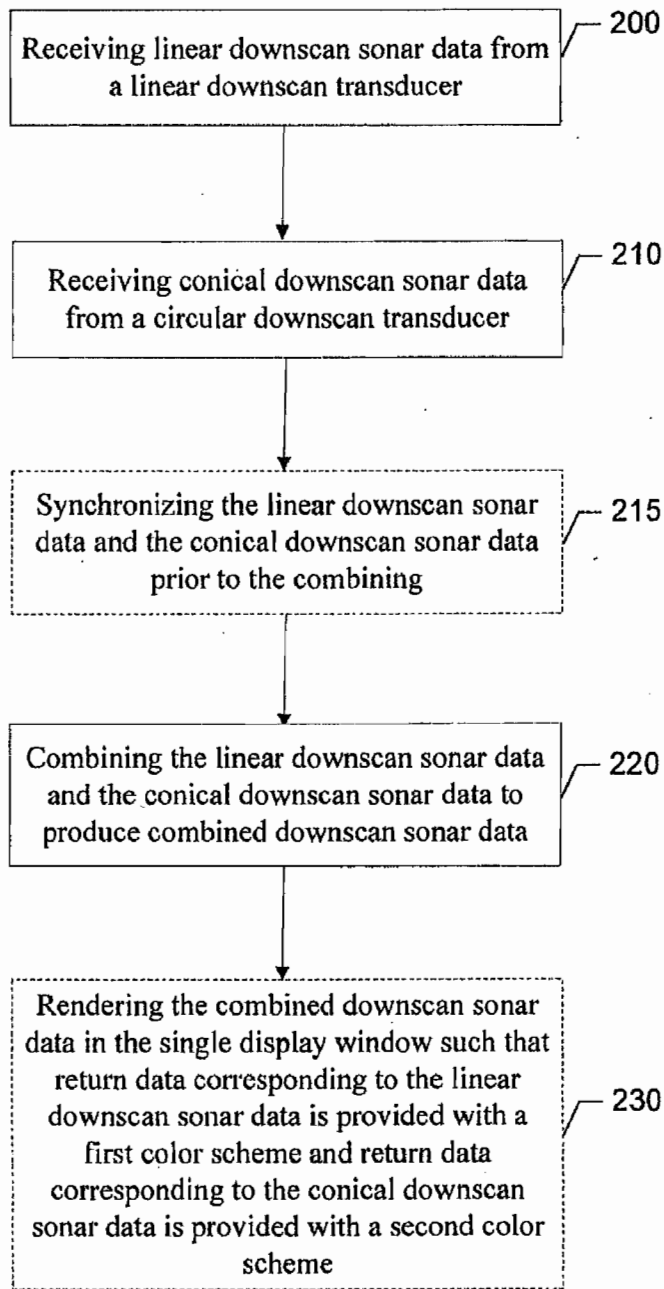 Receiving linear downscan sonar data from
a linear downscan transducer
200
Receiving conical downscan sonar data
from a circular downscan transducer
210
Synchronizing the linear downscan sonar
data and the conical downscan sonar data
prior to the combining
215
Combining the linear downscan sonar data
and the conical downscan sonar data to
produce combined downscan sonar data
220
Rendering the combined downscan sonar
data in the single display window such that
return data corresponding to the linear
downscan sonar data is provided with a
first color scheme and return data
corresponding to the conical downscan
sonar data is provided with a second color
scheme
230